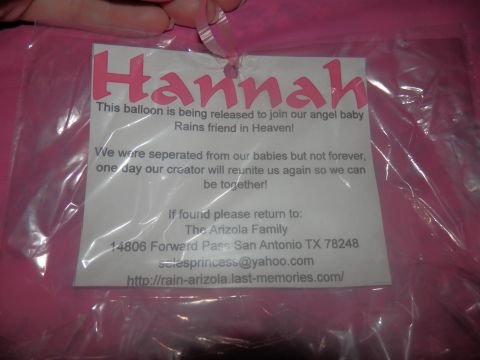 Hannah
This balloon is being released to join our angel baby
Rains friend in Heaven!
We were seperated from our babies but not forever,
one day our creator will reunite us again so we can
be together!
If found please return to:
The Arizola Family
14806 Forward Pass San Antonio TX 78248
selesprincess@yahoo.com
http://rain-arizola.last-memories.com/